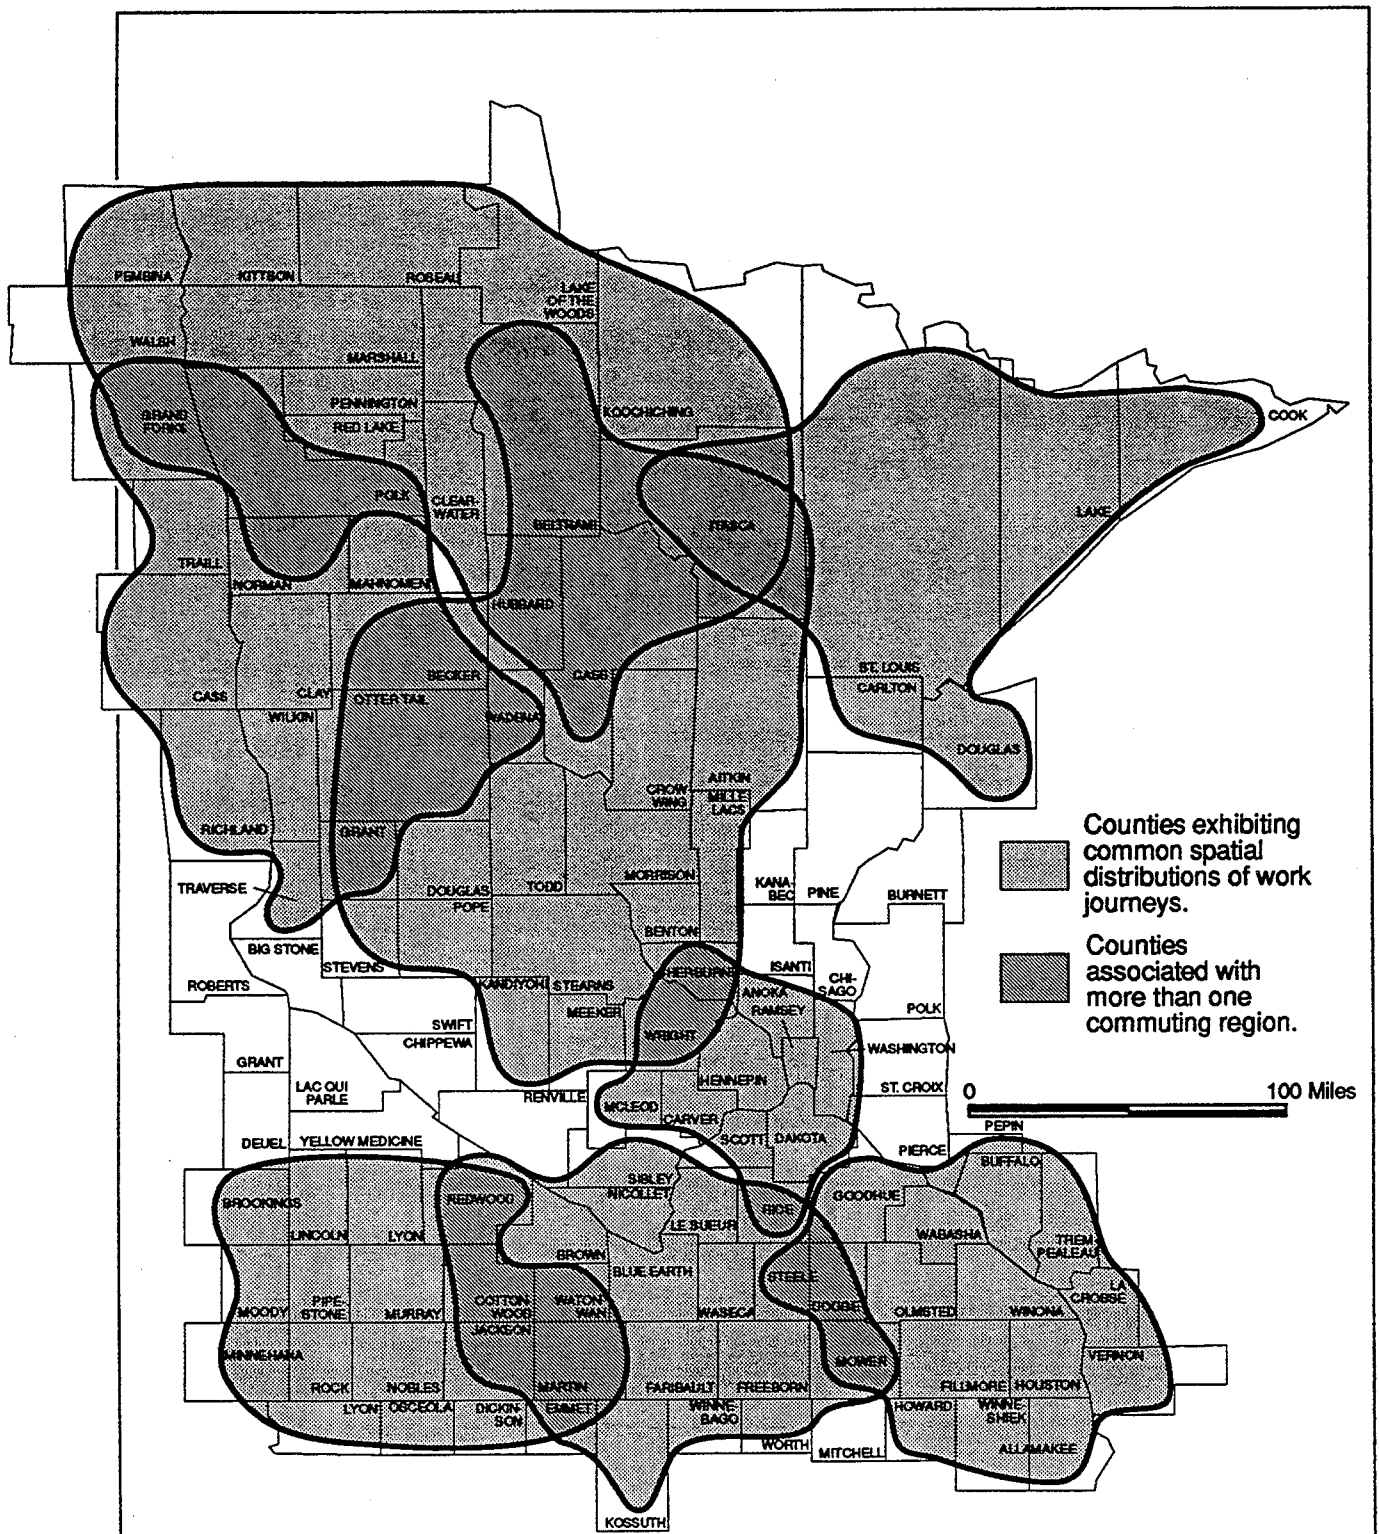 PEMBINA
KITTSON
ROSEAU
LAKE
OF THE
WOODS
WALSH
MARSHALL
PENNINGTON
RED LAKE
GRAND
FORKS
KOOCHICHING
COOK
POLK
CLEAR-
WATER
BELTRAMI
ITASCA
LAKE
TRAILL
NORMAN
MAHNOMEN
HUBBARD
BECKER
CASS
ST. LOUIS
CARLTON
CASS
CLAY
OTTER TAIL
WILKIN
WADENA
DOUGLAS
AITKIN
CROW
WING
MILLE
LACS
RICHLAND
GRANT
TRAVERSE
DOUGLAS
POPE
TODD
MORRISON
KANA-
BEC
PINE
BURNETT
BENTON
BIG STONE
STEVENS
SHERBURNE
ISANTI
CHI-
SAGO
ROBERTS
KANDIYOHI
STEARNS
MEEKER
ANOKA
RAMSEY
POLK
SWIFT
CHIPPEWA
WRIGHT
WASHINGTON
GRANT
LAC QUI
PARLE
HENNEPIN
ST. CROIX
RENVILLE
MCLEOD
CARVER
SCOTT
DAKOTA
DEUEL
YELLOW MEDICINE
PIERCE
PEPIN
BUFFALO
BROOKINGS
LINCOLN
LYON
REDWOOD
SIBLEY
NICOLLET
LE SUEUR
RICE
GOODHUE
WABASHA
TREM-
PEALEAU
BROWN
BLUE EARTH
STEELE
LA
CROSSE
MOODY
PIPE-
STONE
MURRAY
COTTON-
WOOD
WATON-
WAN
WASECA
DODGE
OLMSTED
WINONA
JACKSON
MINNEHAHA
ROCK
NOBLES
MARTIN
FARIBAULT
FREEBORN
MOWER
FILLMORE
HOUSTON
VERNON
LYON
OSCEOLA
DICKIN-
SON
EMMET
WINNE-
BAGO
WORTH
MITCHELL
HOWARD
WINNE-
SHIEK
ALLAMAKEE
KOSSUTH
Counties exhibiting
common spatial
distributions of work
journeys.
Counties
associated with
more than one
commuting region.
0 100 Miles